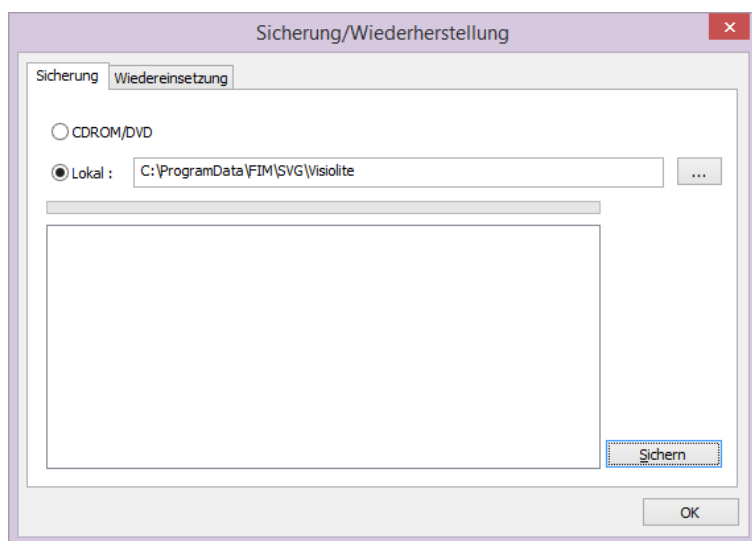 Sicherung/Wiederherstellung
Sicherung Wiedereinsetzung
CDROM/DVD
Lokal : C:\ProgramData\FIM\SVG\Visiolite ...
Sichern
OK